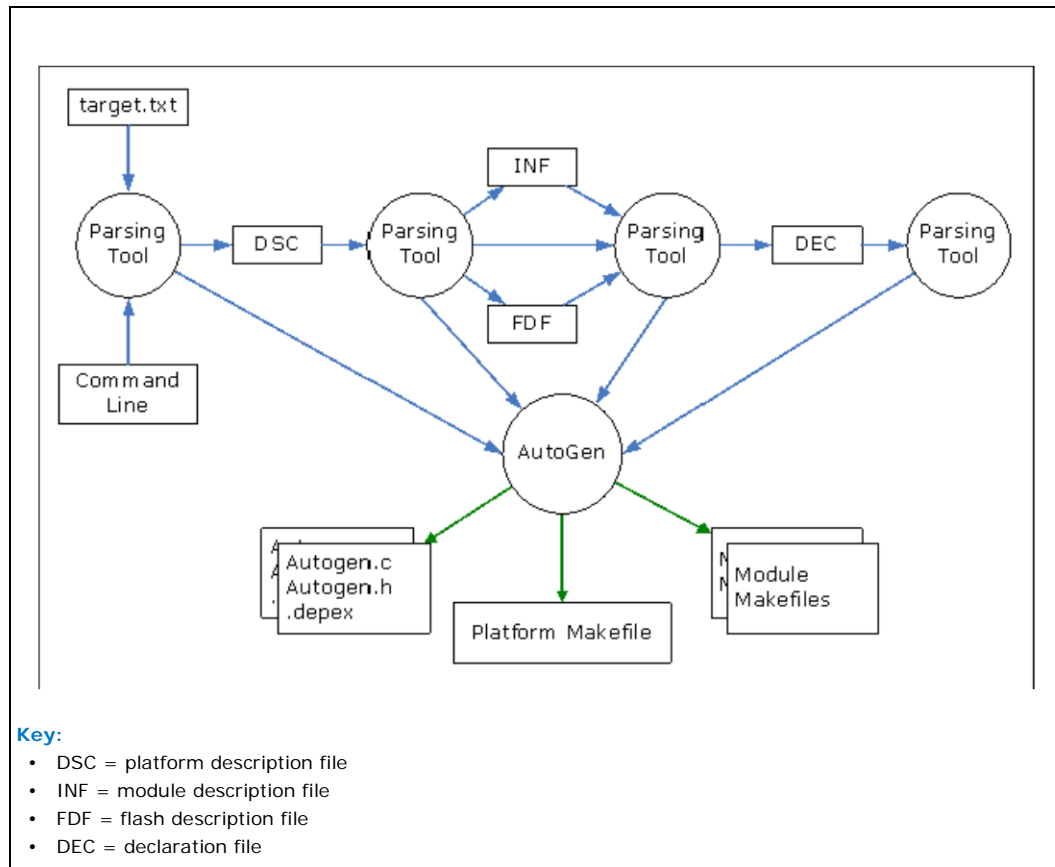 target.txt
INF
Parsing
Tool
DSC
Parsing
Tool
Parsing
Tool
DEC
Parsing
Tool
FDF
Command
Line
AutoGen
Autogen.c
Autogen.h
.depex
Platform Makefile
Module
Makefiles
Key:
• DSC = platform description file
• INF = module description file
• FDF = flash description file
• DEC = declaration file